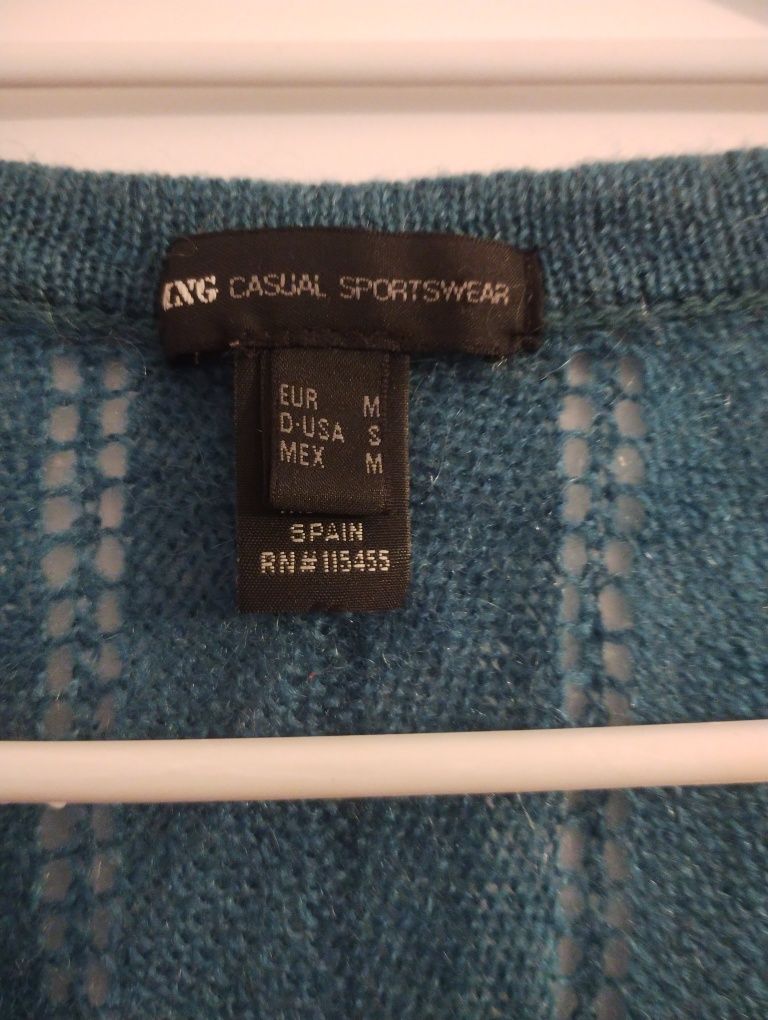 CASUAL SPORTSWEAR
EUR M
D·USA S
MEX M
SPAIN
RN#115455